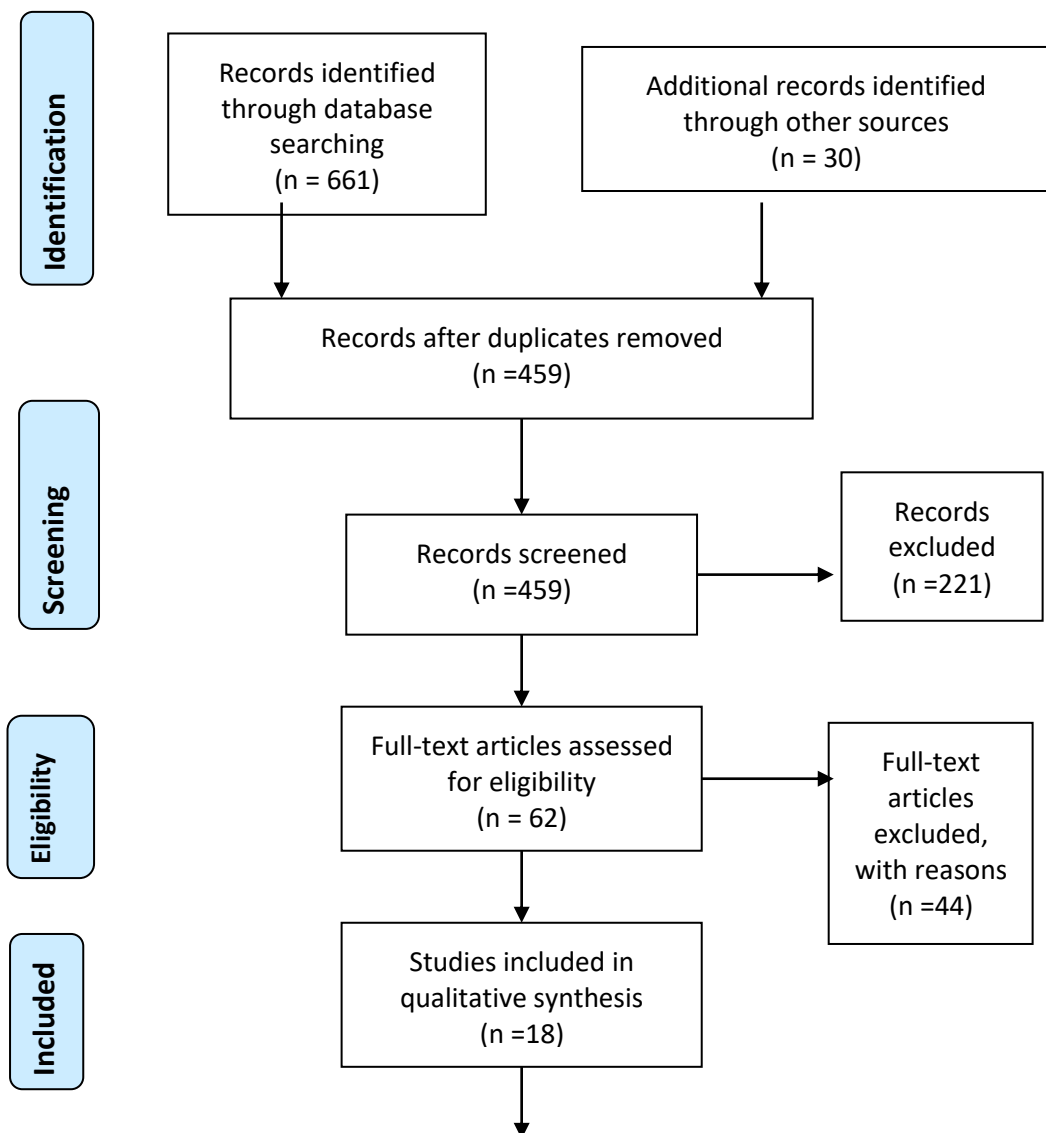 Identification
Records identified
through database
searching
(n = 661)
Additional records identified
through other sources
(n = 30)
Records after duplicates removed
(n =459)
Screening
Records screened
(n =459)
Records
excluded
(n =221)
Eligibility
Full-text articles assessed
for eligibility
(n = 62)
Full-text
articles
excluded,
with reasons
(n =44)
Included
Studies included in
qualitative synthesis
(n =18)